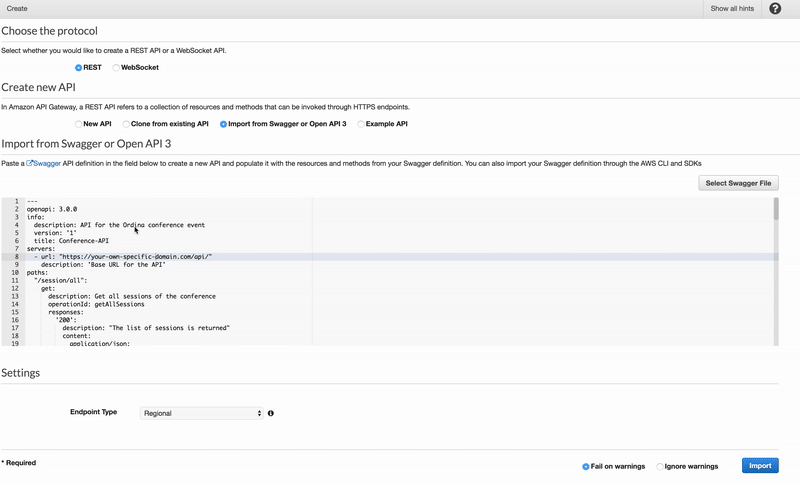 Create
Show all hints
?
Choose the protocol
Select whether you would like to create a REST API or a WebSocket API.
REST WebSocket
Create new API
In Amazon API Gateway, a REST API refers to a collection of resources and methods that can be invoked through HTTPS endpoints.
New API Clone from existing API Import from Swagger or Open API 3 Example API
Import from Swagger or Open API 3
Paste a Swagger API definition in the field below to create a new API and populate it with the resources and methods from your Swagger definition. You can also import your Swagger definition through the AWS CLI and SDKs
Select Swagger File
1 ---
2 openapi: 3.0.0
3 info:
4 description: API for the Ordina conference event
5 version: '1'
6 title: Conference-API
7 servers:
8 - url: "https://your-own-specific-domain.com/api/"
9 description: 'Base URL for the API'
10 paths:
11 "/session/all":
12 get:
13 description: Get all sessions of the conference
14 operationId: getAllSessions
15 responses:
16 '200':
17 description: "The list of sessions is returned"
18 content:
19 application/json:
Settings
Endpoint Type Regional
* Required
Fail on warnings Ignore warnings Import